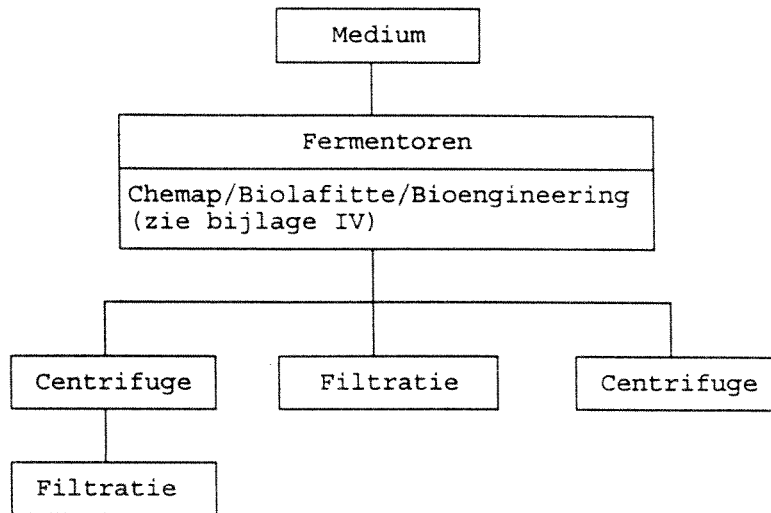 Medium
Fermentoren
Chemap/Biolafitte/Bioengineering
(zie bijlage IV)
Centrifuge
Filtratie
Centrifuge
Filtratie